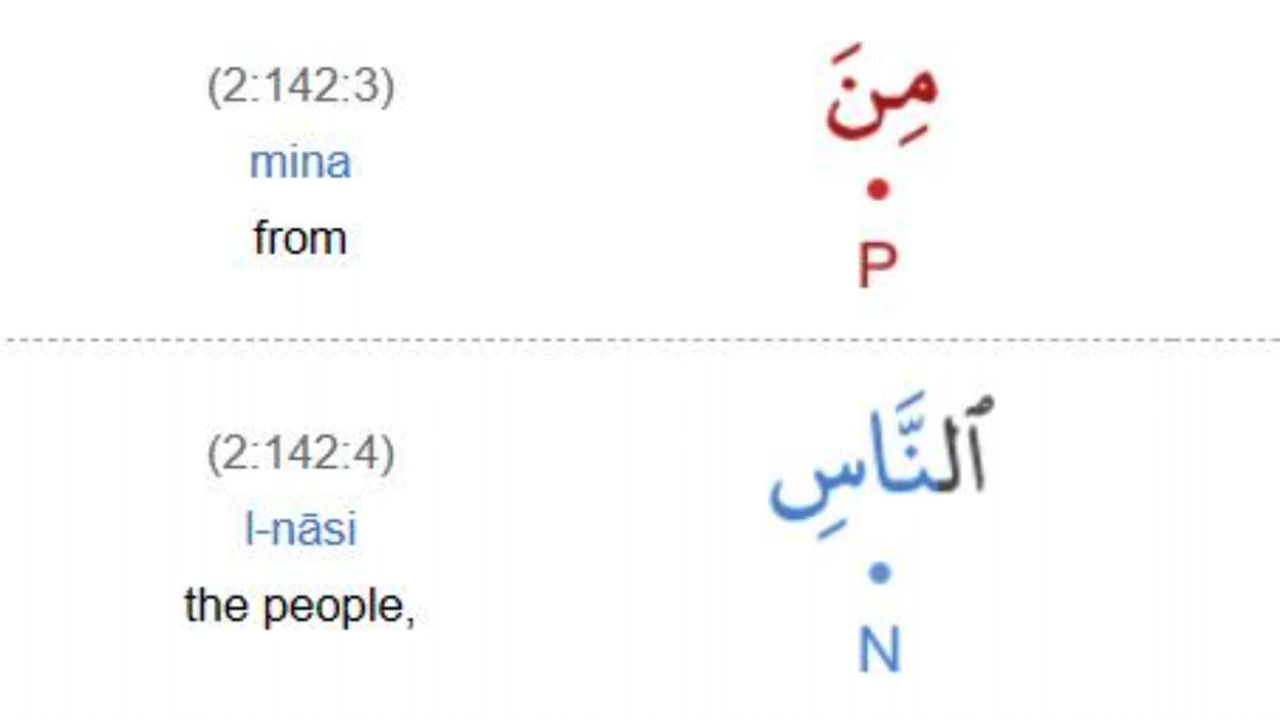 (2:142:3)
mina
from
مِنَ
P
(2:142:4)
l-nāsi
the people,
ٱلنَّاسِ
N